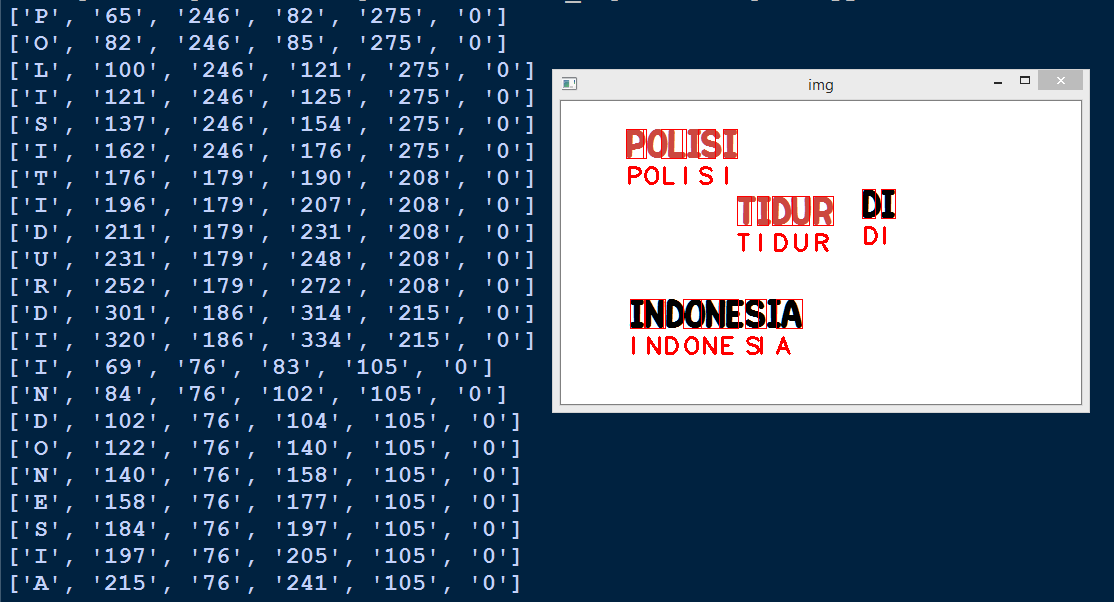 ['P', '65', '246', '82', '275', '0']
['O', '82', '246', '85', '275', '0']
['L', '100', '246', '121', '275', '0']
['I', '121', '246', '125', '275', '0']
['S', '137', '246', '154', '275', '0']
['I', '162', '246', '176', '275', '0']
['T', '176', '179', '190', '208', '0']
['I', '196', '179', '207', '208', '0']
['D', '211', '179', '231', '208', '0']
['U', '231', '179', '248', '208', '0']
['R', '252', '179', '272', '208', '0']
['D', '301', '186', '314', '215', '0']
['I', '320', '186', '334', '215', '0']
['I', '69', '76', '83', '105', '0']
['N', '84', '76', '102', '105', '0']
['D', '102', '76', '104', '105', '0']
['O', '122', '76', '140', '105', '0']
['N', '140', '76', '158', '105', '0']
['E', '158', '76', '177', '105', '0']
['S', '184', '76', '197', '105', '0']
['I', '197', '76', '205', '105', '0']
['A', '215', '76', '241', '105', '0']
img
POLISI
POLISI
TIDUR DI
TIDUR DI
INDONESIA
INDONESIA